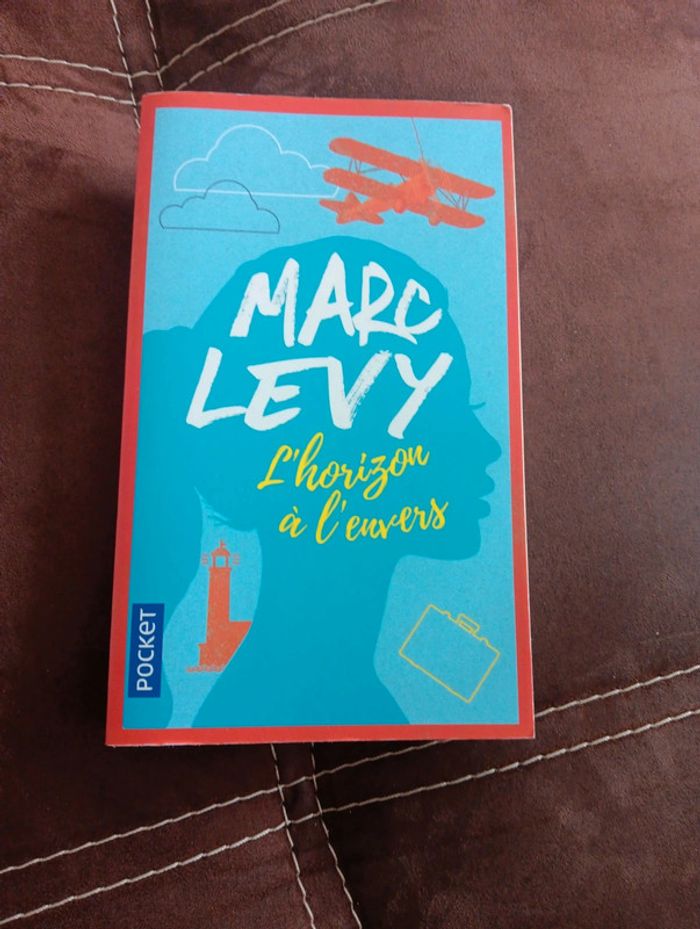 MARC
LEVY
L'horizon
à l'envers
POCKET